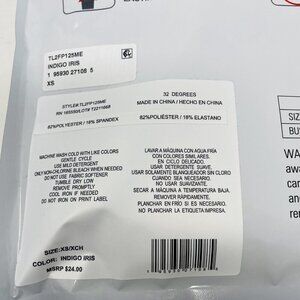 TL2FP125ME
INDIGO IRIS
1 95930 27108 5
XS
STYLE#:TL2FP125ME
32 DEGREES
MADE IN CHINA / HECHO EN CHINA
82%POLYESTER / 18% SPANDEX
82%POLIÉSTER / 18% ELASTANO
MACHINE WASH COLD WITH LIKE COLORS
GENTLE CYCLE
USE MILD DETERGENT
ONLY NON-CHLORINE BLEACH WHEN NEEDED
DO NOT USE FABRIC SOFTENER
TUMBLE DRY LOW
REMOVE PROMPTLY
COOL IRON IF NEEDED
DO NOT IRON ON PRINT LABEL
LAVAR A MÁQUINA CON AGUA FRÍA
CON COLORES SIMILARES.
EN CICLO DELICADO.
USAR DETERGENTE SUAVE.
USAR SOLAMENTE BLANQUEADOR SIN CLORO
CUANDO SEA NECESARIO.
NO USAR SUAVIZANTE.
SECAR A MÁQUINA A TEMPERATURA BAJA.
REMOVER RÁPIDAMENTE.
PLANCHAR TIBIO SI ES NECESARIO.
NO PLANCHAR LA ETIQUETA IMPRESA.
SIZE:XS/XCH
COLOR: INDIGO IRIS
MSRP $24.00
SIZ
BU
WA
awa
car
and